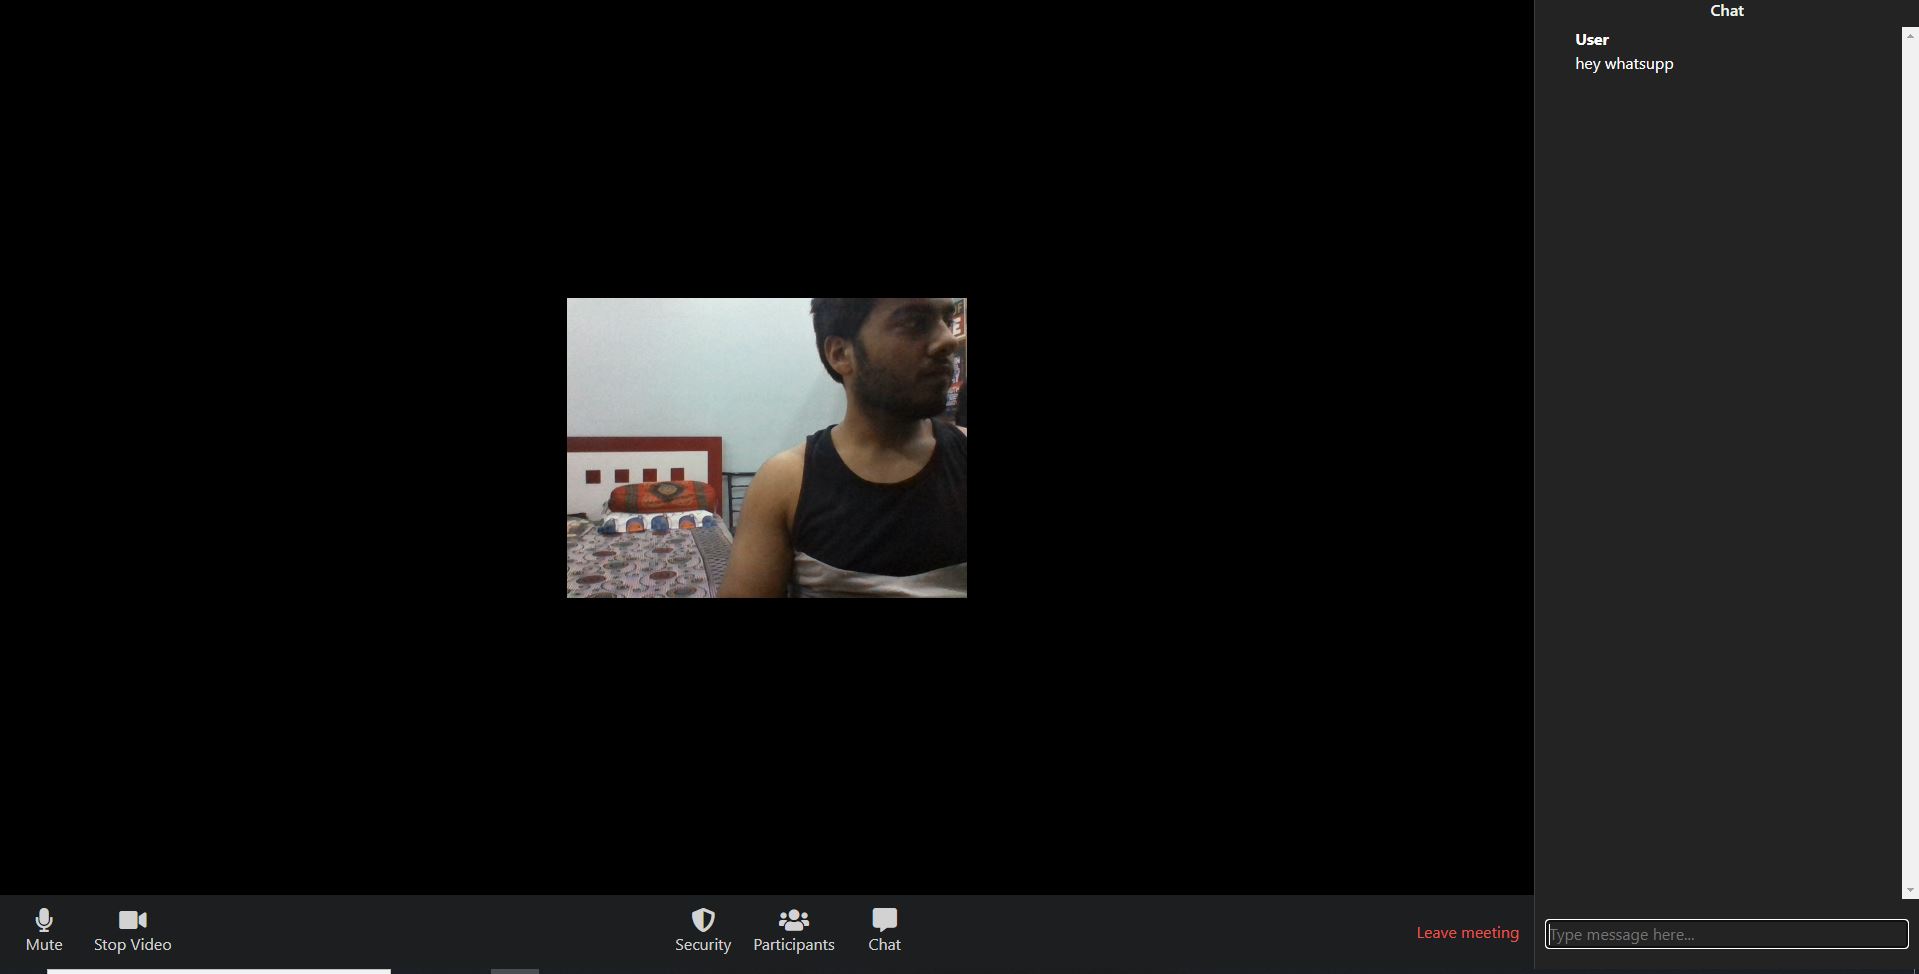 Chat
User
hey whatsupp
Mute
Stop Video
Security
Participants
Chat
Leave meeting
Type message here...